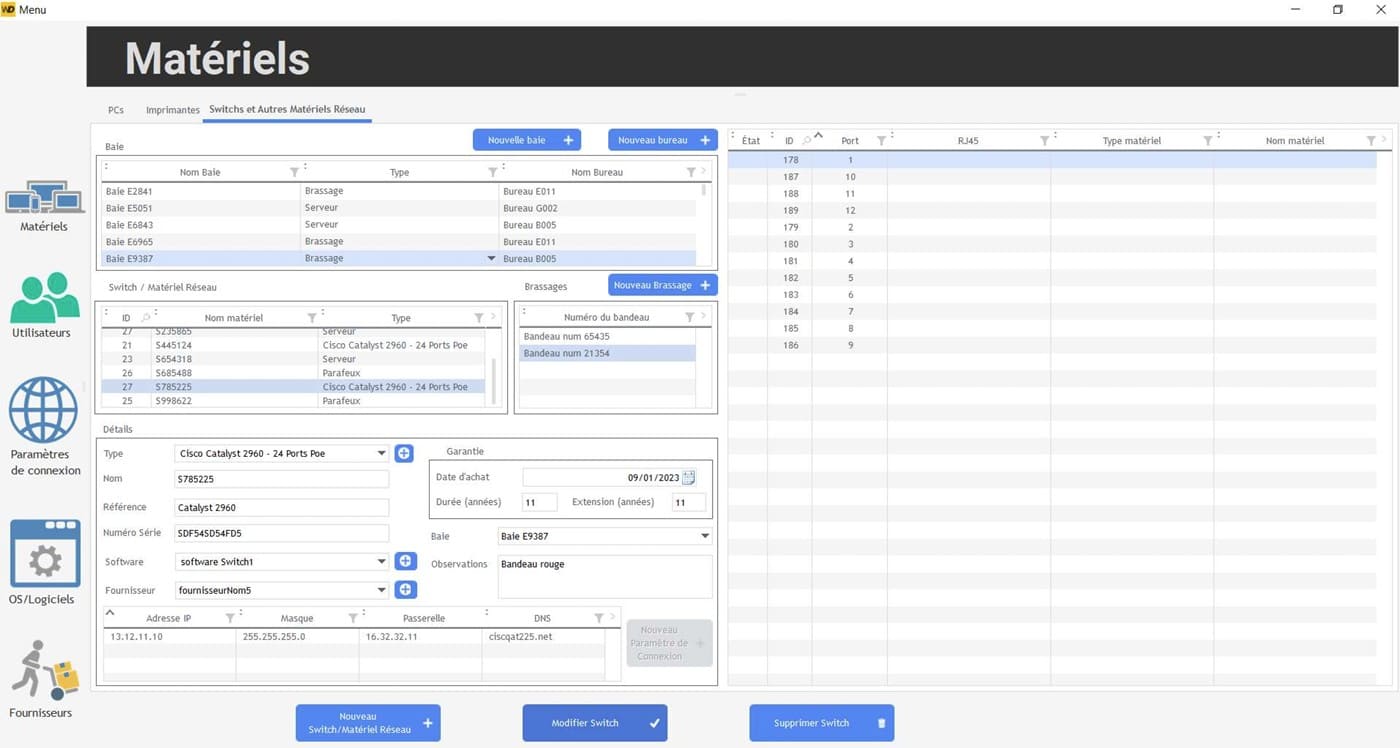 WD Menu
Matériels
PCs Imprimantes Switchs et Autres Matériels Réseau
Matériels
Utilisateurs
Paramètres
de connexion
OS/Logiciels
Fournisseurs
Baie Nouvelle baie + Nouveau bureau +
Nom Baie Type Nom Bureau
Baie E2841 Brassage Bureau E011
Baie E5051 Serveur Bureau G002
Baie E6843 Serveur Bureau B005
Baie E6965 Brassage Bureau E011
Baie E9387 Brassage Bureau B005
Switch / Matériel Réseau
ID Nom matériel Type
27 S235865 Serveur
21 S445124 Cisco Catalyst 2960 - 24 Ports Poe
23 S654318 Serveur
26 S685488 Parafeux
27 S785225 Cisco Catalyst 2960 - 24 Ports Poe
25 S998622 Parafeux
Brassages Nouveau Brassage +
Numéro du bandeau
Bandeau num 65435
Bandeau num 21354
Détails
Type Cisco Catalyst 2960 - 24 Ports Poe
Nom S785225
Référence Catalyst 2960
Numéro Série SDF54SD54FD5
Software software Switch1
Fournisseur fournisseurNom5
Garantie
Date d'achat 09/01/2023
Durée (années) 11 Extension (années) 11
Baie Baie E9387
Observations Bandeau rouge
Adresse IP Masque Passerelle DNS
13.12.11.10 255.255.255.0 16.32.32.11 ciscqat225.net
Nouveau
Paramètre de +
Connexion
État ID Port RJ45 Type matériel Nom matériel
178 1
187 10
188 11
189 12
179 2
180 3
181 4
182 5
183 6
184 7
185 8
186 9
Nouveau
Switch/Matériel Réseau +
Modifier Switch
Supprimer Switch